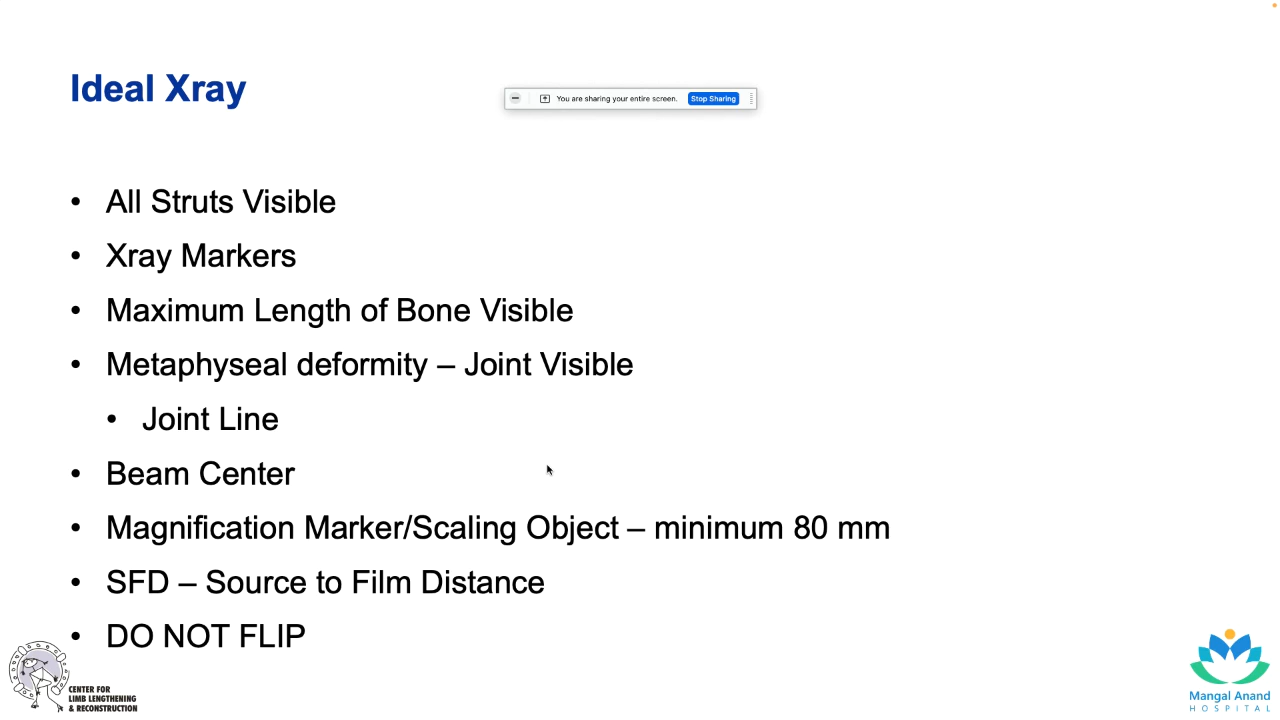 Ideal Xray
You are sharing your entire screen.
Stop Sharing
• All Struts Visible
• Xray Markers
• Maximum Length of Bone Visible
• Metaphyseal deformity – Joint Visible
• Joint Line
• Beam Center
• Magnification Marker/Scaling Object – minimum 80 mm
• SFD – Source to Film Distance
• DO NOT FLIP
CENTER FOR
LIMB LENGTHENING
& RECONSTRUCTION
Mangal Anand
HOSPITAL